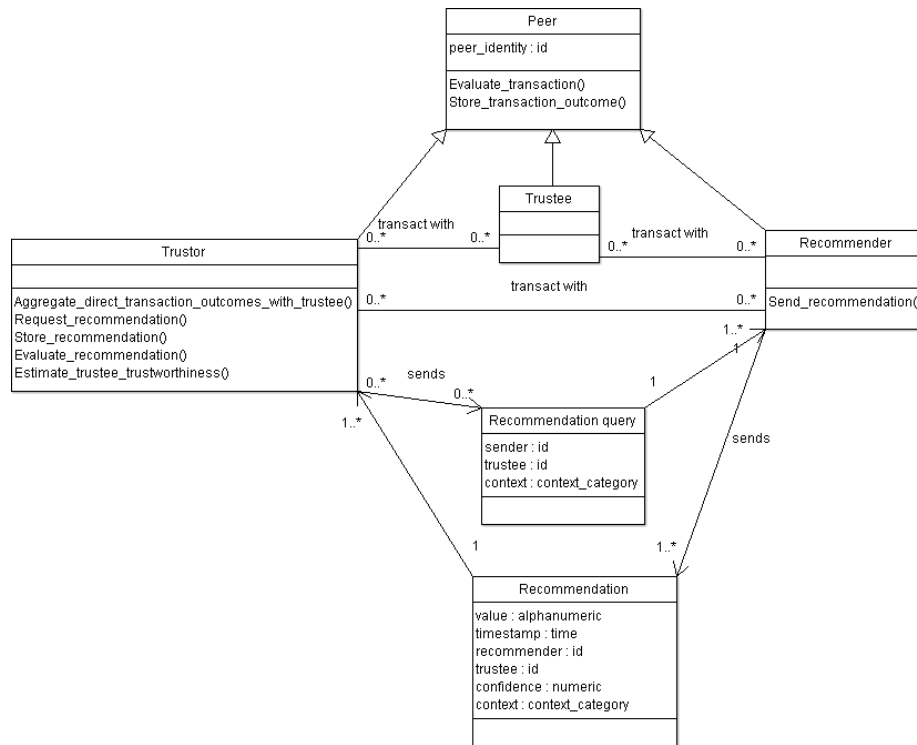 Peer
peer_identity : id
Evaluate_transaction()
Store_transaction_outcome()
Trustee
transact with
0..*
0..*
transact with
0..*
0..*
Trustor
Recommender
Aggregate_direct_transaction_outcomes_with_trustee()
Request_recommendation()
Store_recommendation()
Evaluate_recommendation()
Estimate_trustee_trustworthiness()
transact with
0..*
0..*
Send_recommendation(
1..*
1
sends
0..*
0..*
1
1..*
Recommendation query
sender : id
trustee : id
context : context_category
sends
1
1..*
Recommendation
value : alphanumeric
timestamp : time
recommender : id
trustee : id
confidence : numeric
context : context_category